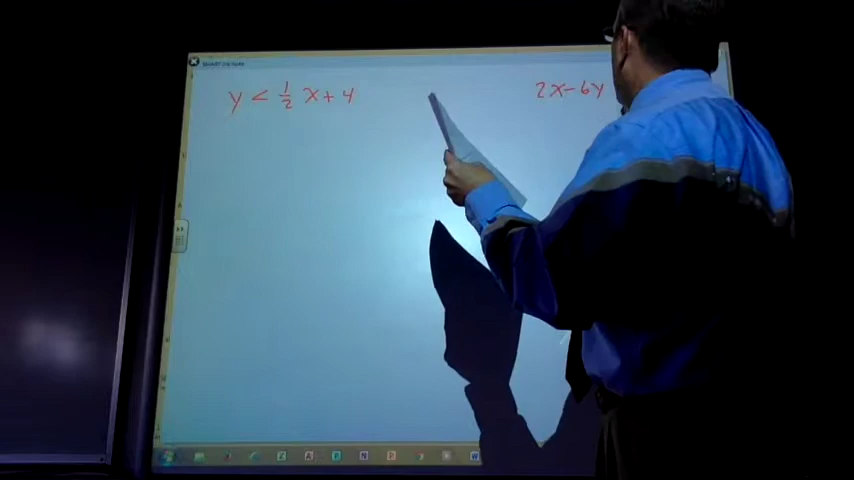 y < 1/2 x + 4
2x - 6y